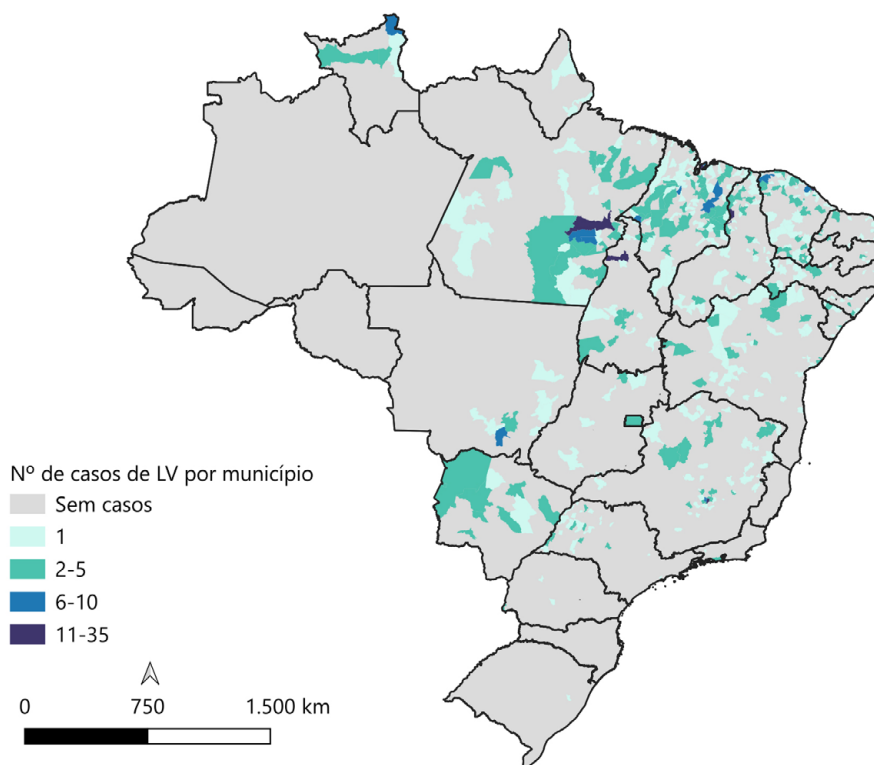 Nº de casos de LV por município
Sem casos
1
2-5
6-10
11-35
0 750 1.500 km